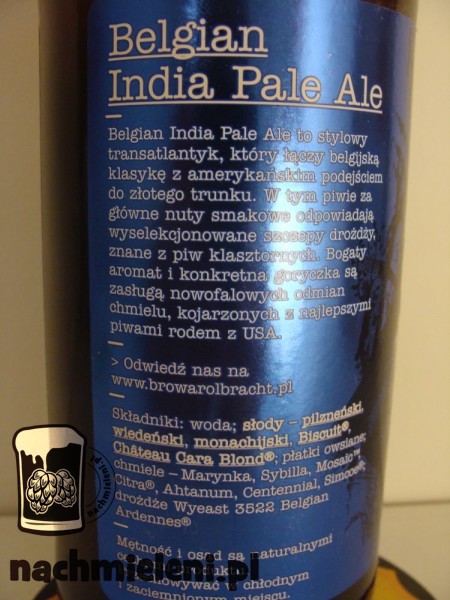 Belgian
India Pale Ale
Belgian India Pale Ale to stylowy
transatlantyk, który łączy belgijską
klasykę z amerykańskim podejściem
do złotego trunku. W tym piwie za
główne nuty smakowe odpowiadają
wyselekcjonowane szczepy drożdży,
znane z piw klasztornych. Bogaty
aromat i konkretna goryczka są
zasługą nowofalowych odmian
chmielu, kojarzonych z najlepszymi
piwami rodem z USA.
> Odwiedź nas na
www.browarolbracht.pl
Składniki: woda; słody – pilzneński,
wiedeński, monachijski, Biscuit®,
Château Cara Blond®; płatki owsiane;
chmiele – Marynka, Sybilla, Mosaic™,
Citra®, Ahtanum, Centennial, Simcoe®;
drożdże Wyeast 3522 Belgian
Ardennes®
Mętność i osad są naturalnymi
i zaciemnionym miejscu.
nachmieleni.pl
nachmieleni.pl